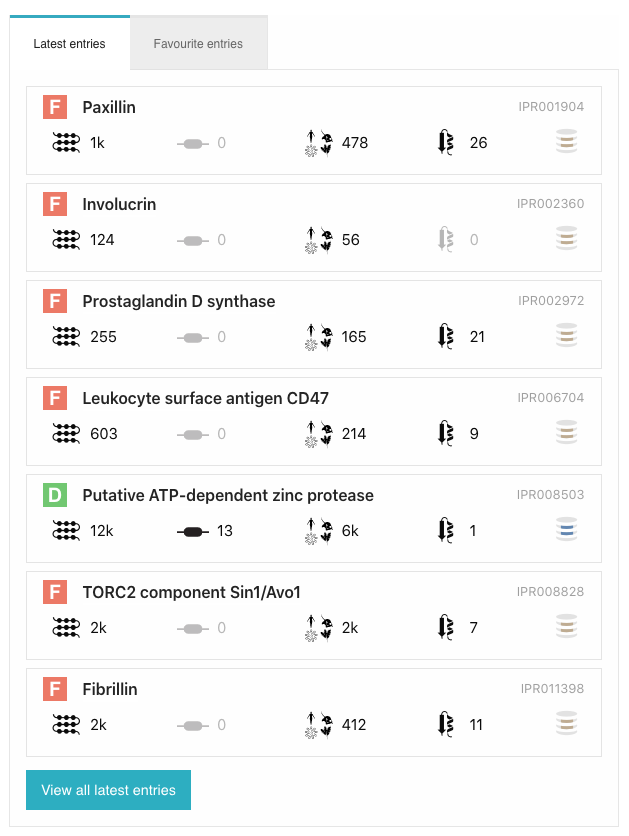 Latest entries Favourite entries
F Paxillin IPR001904
1k 0 478 26
F Involucrin IPR002360
124 0 56 0
F Prostaglandin D synthase IPR002972
255 0 165 21
F Leukocyte surface antigen CD47 IPR006704
603 0 214 9
D Putative ATP-dependent zinc protease IPR008503
12k 13 6k 1
F TORC2 component Sin1/Avo1 IPR008828
2k 0 2k 7
F Fibrillin IPR011398
2k 0 412 11
View all latest entries